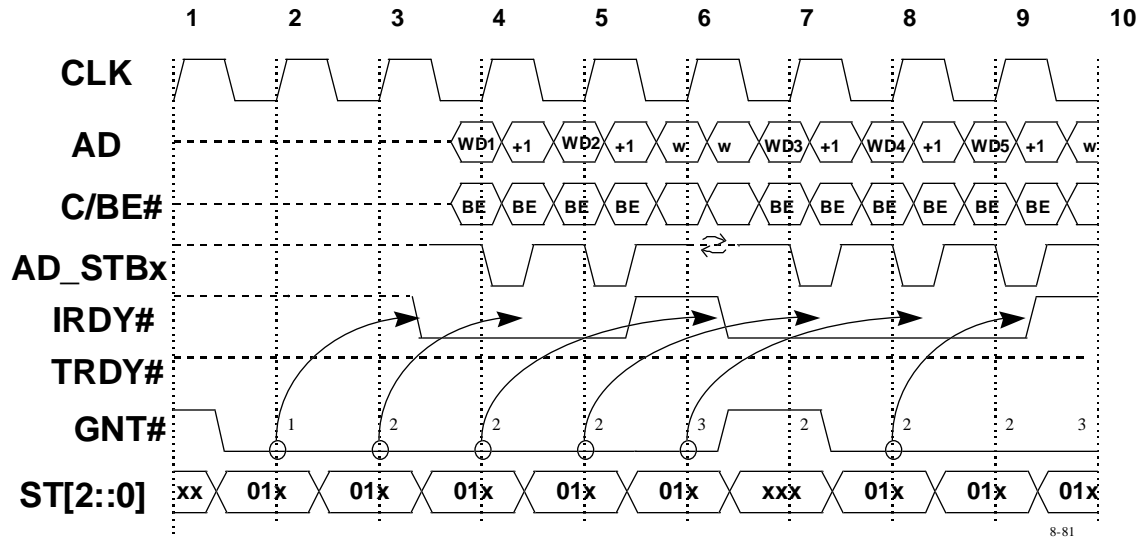 1 2 3 4 5 6 7 8 9 10
CLK
AD WD1 +1 WD2 +1 w w WD3 +1 WD4 +1 WD5 +1 w
C/BE# BE BE BE BE BE BE BE BE BE BE
AD_STBx
IRDY#
TRDY#
GNT# 1 2 2 2 3 2 2 2 3
ST[2::0] xx 01x 01x 01x 01x 01x xxx 01x 01x 01x
8-81